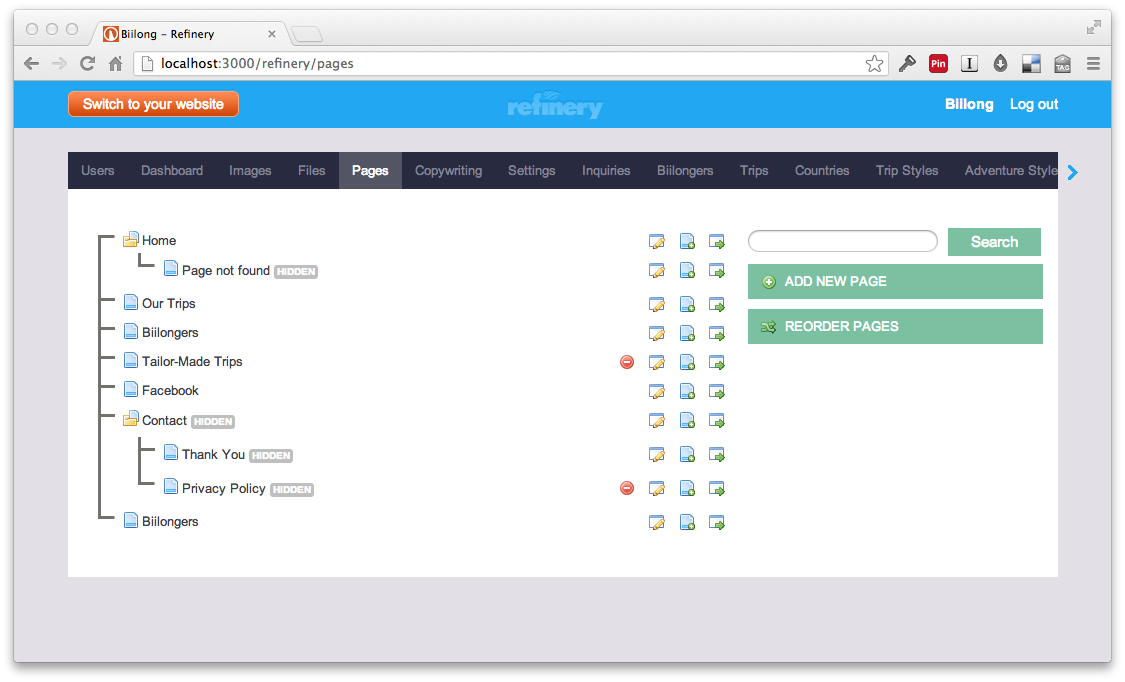 Biilong – Refinery
localhost:3000/refinery/pages
Pin
I
TAG
Switch to your website
refinery
Biilong
Log out
Users Dashboard Images Files Pages Copywriting Settings Inquiries Biilongers Trips Countries Trip Styles Adventure Style
Home
Search
Page not found HIDDEN
ADD NEW PAGE
Our Trips
REORDER PAGES
Biilongers
Tailor-Made Trips
Facebook
Contact HIDDEN
Thank You HIDDEN
Privacy Policy HIDDEN
Biilongers